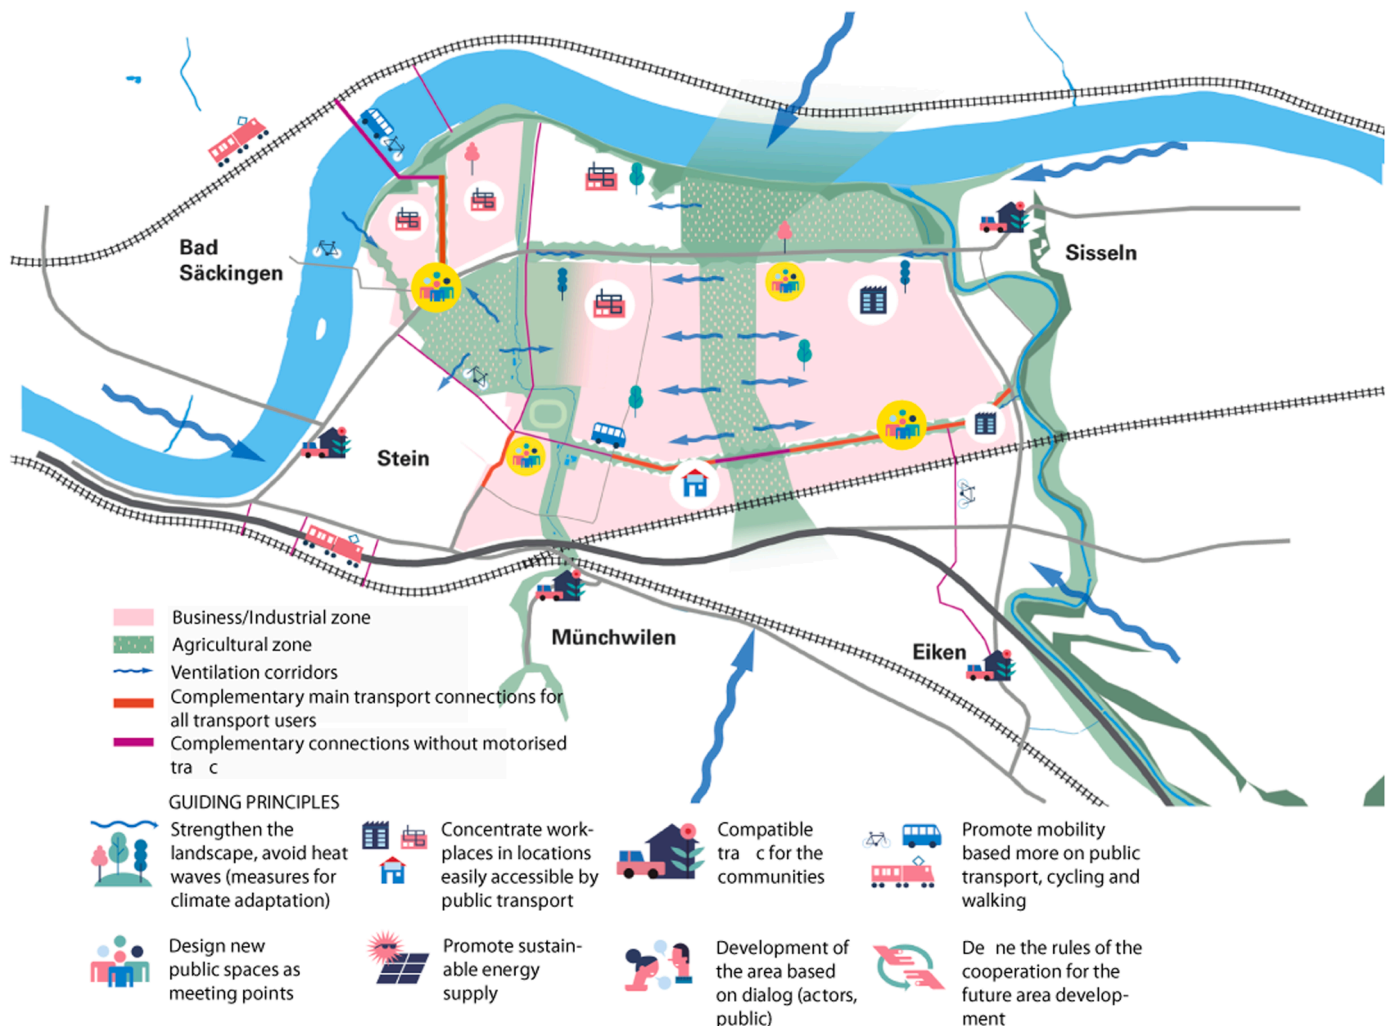 Bad
Säckingen
Sisseln
Stein
Münchwilen
Eiken
Business/Industrial zone
Agricultural zone
Ventilation corridors
Complementary main transport connections for
all transport users
Complementary connections without motorised
tra c
GUIDING PRINCIPLES
Strengthen the
landscape, avoid heat
waves (measures for
climate adaptation)
Concentrate work-
places in locations
easily accessible by
public transport
Compatible
tra c for the
communities
Promote mobility
based more on public
transport, cycling and
walking
Design new
public spaces as
meeting points
Promote sustain-
able energy
supply
Development of
the area based
on dialog (actors,
public)
De ne the rules of the
cooperation for the
future area develop-
ment